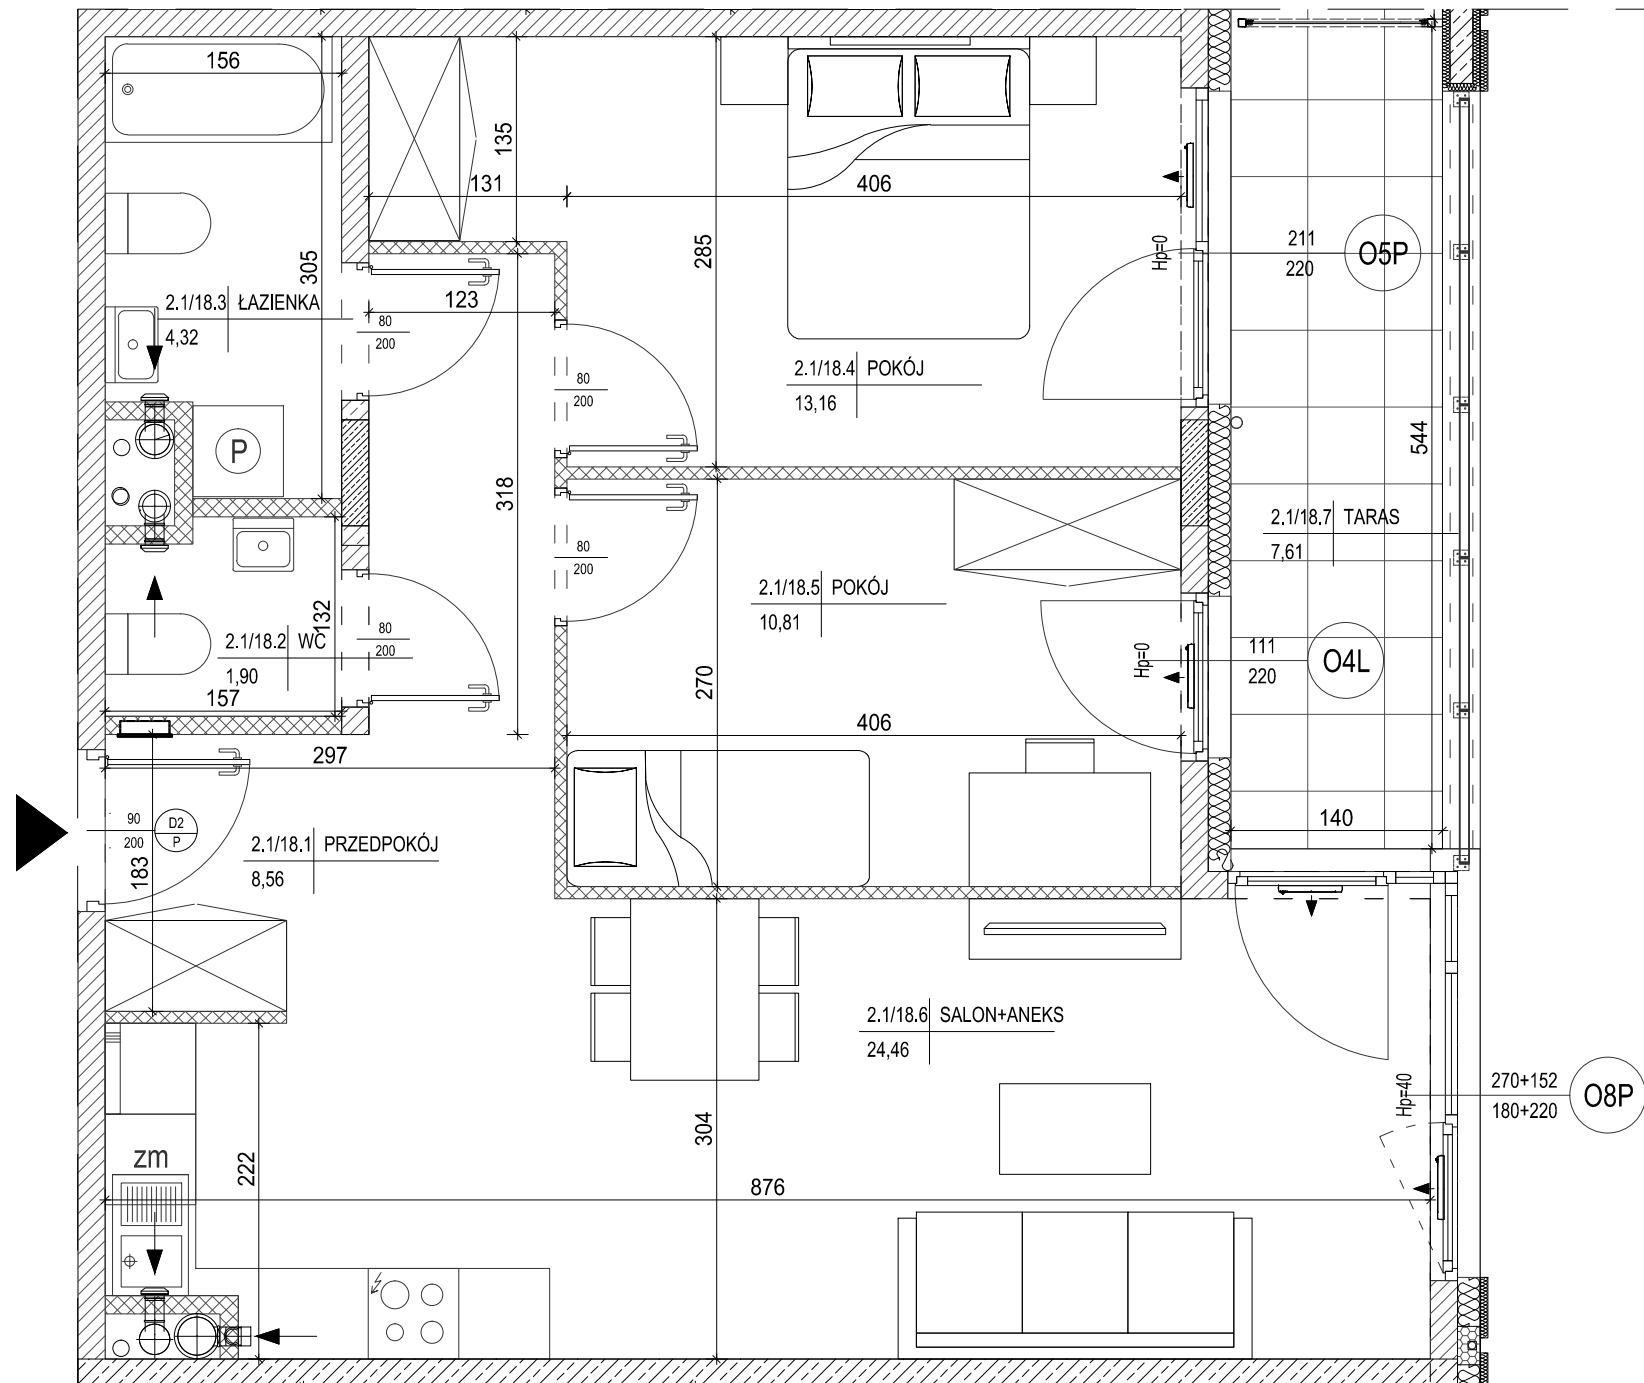 156
135
131
406
285
Hp=0
211
220
O5P
305
2.1/18.3 ŁAZIENKA
4,32
123
80
200
80
200
2.1/18.4 POKÓJ
13,16
544
P
318
80
200
2.1/18.7 TARAS
7,61
2.1/18.5 POKÓJ
10,81
132
2.1/18.2 WC
1,90
80
200
Hp=0
111
220
O4L
157
270
406
297
90
200
D2
P
183
2.1/18.1 PRZEDPOKÓJ
8,56
140
2.1/18.6 SALON+ANEKS
24,46
Hp=40
270+152
180+220
O8P
304
zm
222
876